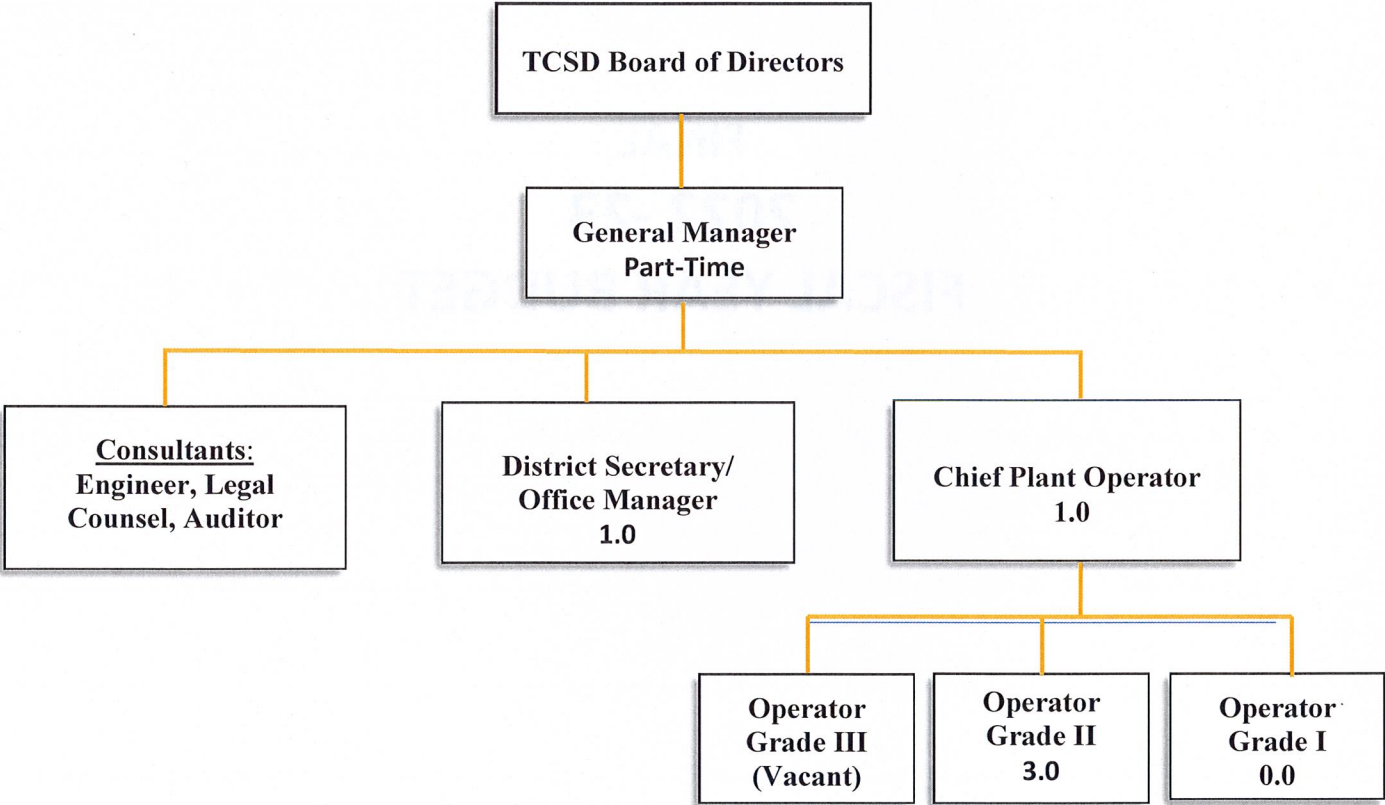 TCSD Board of Directors
General Manager
Part-Time
Consultants:
Engineer, Legal
Counsel, Auditor
District Secretary/
Office Manager
1.0
Chief Plant Operator
1.0
Operator
Grade III
(Vacant)
Operator
Grade II
3.0
Operator
Grade I
0.0